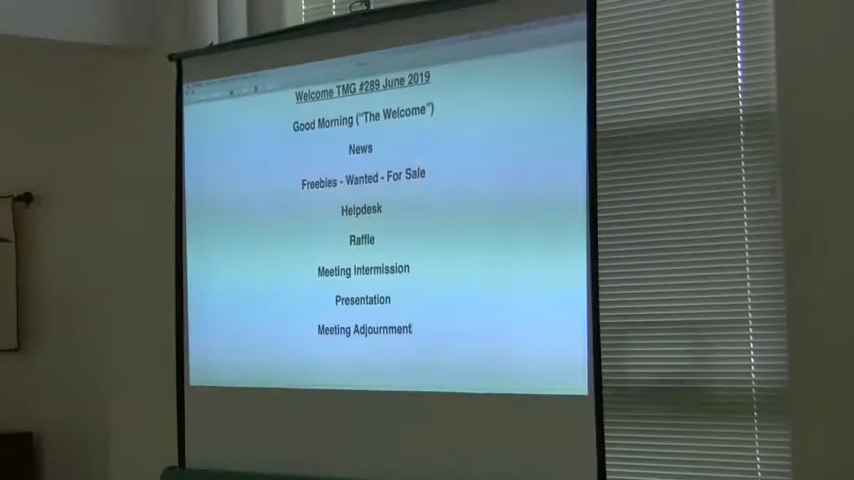 Welcome TMG #289 June 2019
Good Morning ("The Welcome")
News
Freebies - Wanted - For Sale
Helpdesk
Raffle
Meeting Intermission
Presentation
Meeting Adjournment